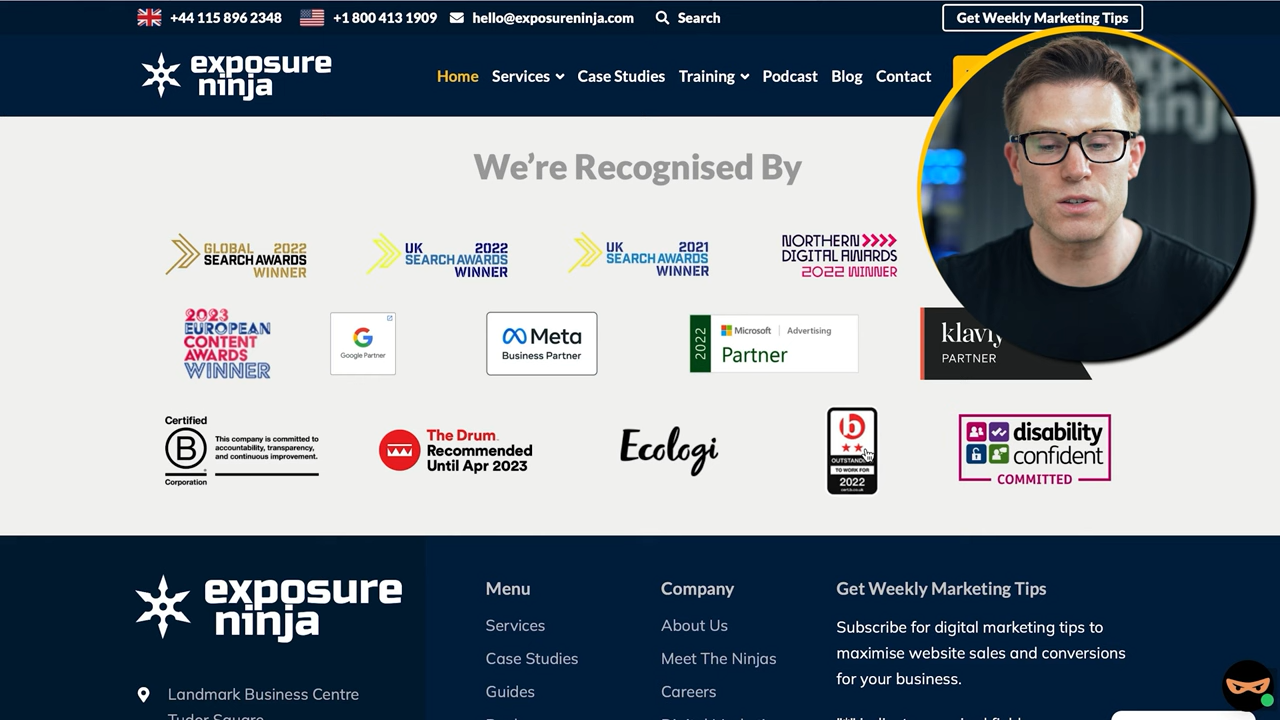 +44 115 896 2348
+1 800 413 1909
hello@exposureninja.com
Search
Get Weekly Marketing Tips
exposure
ninja
Home
Services
Case Studies
Training
Podcast
Blog
Contact
We’re Recognised By
GLOBAL 2022
SEARCH AWARDS
WINNER
UK 2022
SEARCH AWARDS
WINNER
UK 2021
SEARCH AWARDS
WINNER
NORTHERN
DIGITAL AWARDS
2022 WINNER
2023
EUROPEAN
CONTENT
AWARDS
WINNER
Google Partner
Meta
Business Partner
2022
Microsoft | Advertising
Partner
PARTNER
Certified
B
Corporation
This company is committed to
accountability, transparency,
and continuous improvement.
The Drum.
Recommended
Until Apr 2023
Ecologi
b
TO WORK FOR
2022
disability
confident
COMMITTED
exposure
ninja
Landmark Business Centre
Tudor Square
Menu
Services
Case Studies
Guides
Company
About Us
Meet The Ninjas
Careers
Get Weekly Marketing Tips
Subscribe for digital marketing tips to
maximise website sales and conversions
for your business.